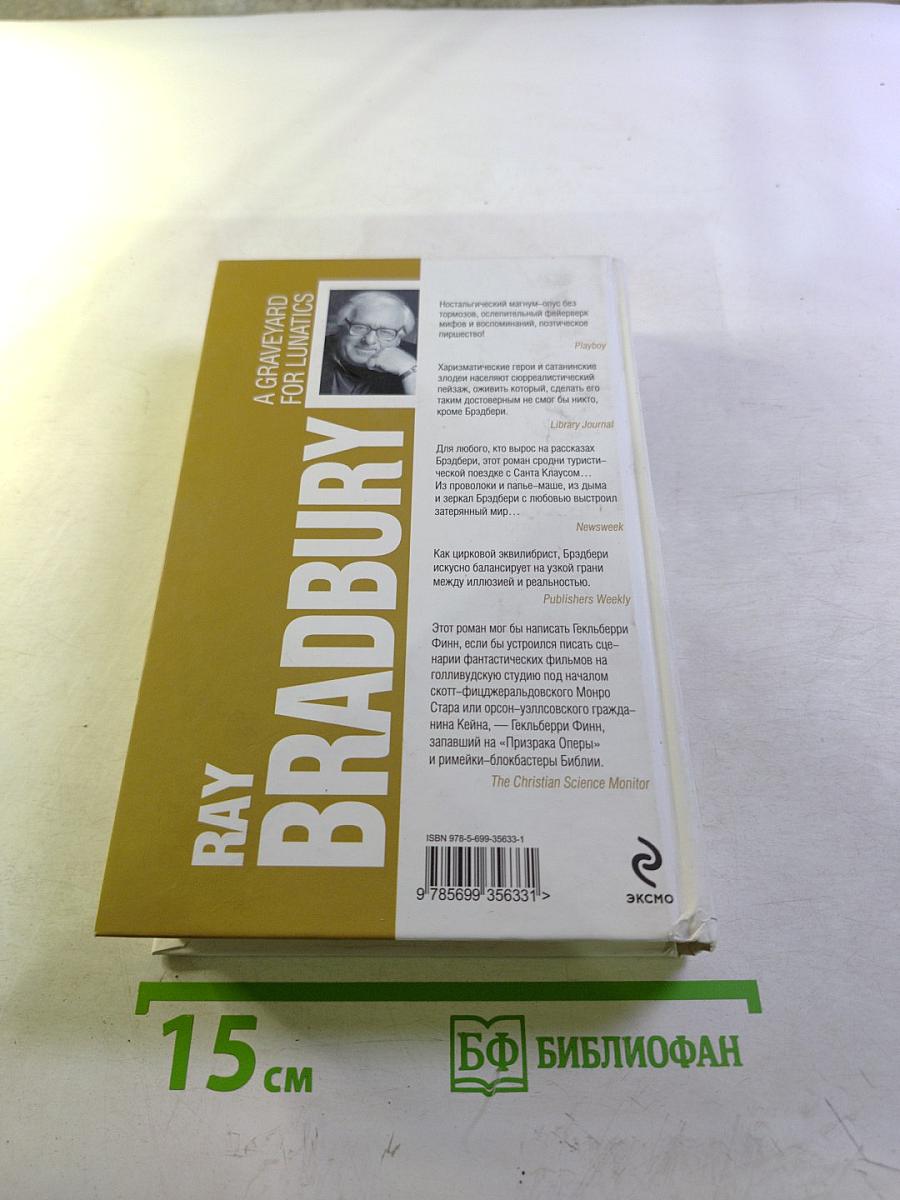 A GRAVEYARD
FOR LUNATICS
RAY
BRADBURY
Ностальгический магнум-опус без
тормозов, ослепительный фейерверк
мифов и воспоминаний, поэтическое
пиршество!
Playboy
Харизматические герои и сатанинские
злодеи населяют сюрреалистический
пейзаж, оживить который, сделать его
таким достоверным не смог бы никто,
кроме Брэдбери.
Library Journal
Для любого, кто вырос на рассказах
Брэдбери, этот роман сродни туристи-
ческой поездке с Санта Клаусом...
Из проволоки и папье-маше, из дыма
и зеркал Брэдбери с любовью выстроил
затерянный мир...
Newsweek
Как цирковой эквилибрист, Брэдбери
искусно балансирует на узкой грани
между иллюзией и реальностью.
Publishers Weekly
Этот роман мог бы написать Гекльберри
Финн, если бы устроился писать сце-
нарии фантастических фильмов на
голливудскую студию под началом
скотт-фицджеральдовского Монро
Стара или орсон-уэллсовского гражда-
нина Кейна, — Гекльберри Финн,
запавший на «Призрака Оперы»
и римейки-блокбастеры Библии.
The Christian Science Monitor
ISBN 978-5-699-35633-1
9 785699 356331 >
ЭКСМО
15 см
БФ БИБЛИОФАН